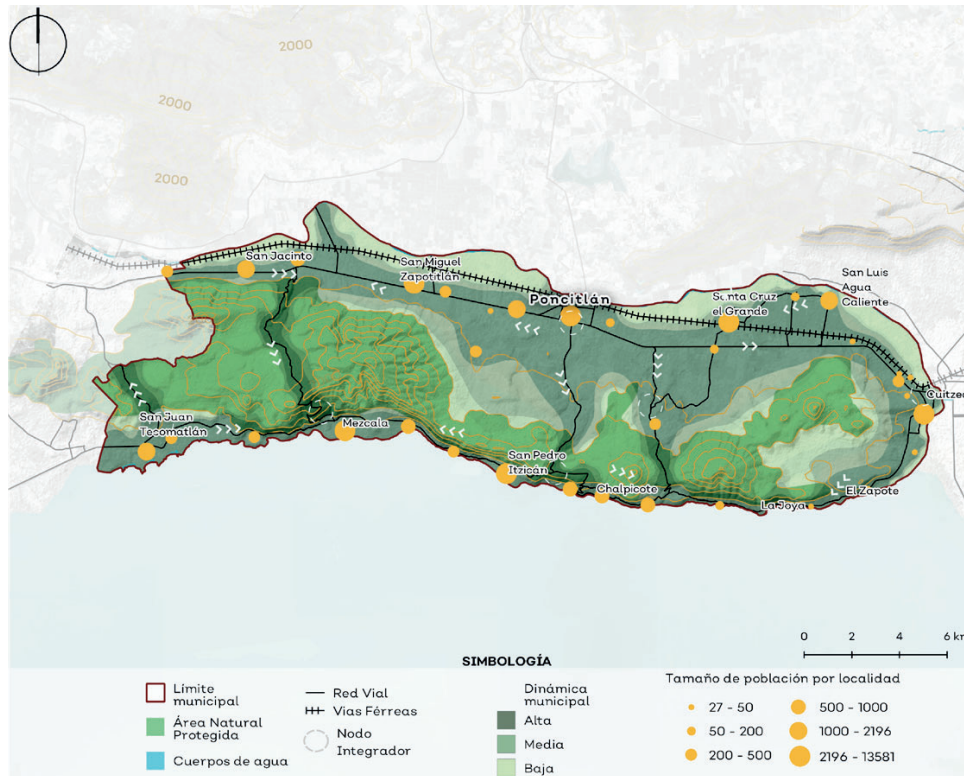 2000
2000
2000
San Jacinto
San Miguel
Zapotitlán
Poncitlán
Santa Cruz
el Grande
San Luis
Agua
Caliente
Cuitzeo
San Juan
Tecomatlán
Mezcala
San Pedro
Itzicán
Chalpicote
La Joya
El Zapote
0 2 4 6 km
SIMBOLOGÍA
Límite
municipal
Área Natural
Protegida
Cuerpos de agua
Red Vial
Vias Férreas
Nodo
Integrador
Dinámica
municipal
Alta
Media
Baja
Tamaño de población por localidad
27 - 50
50 - 200
200 - 500
500 - 1000
1000 - 2196
2196 - 13581